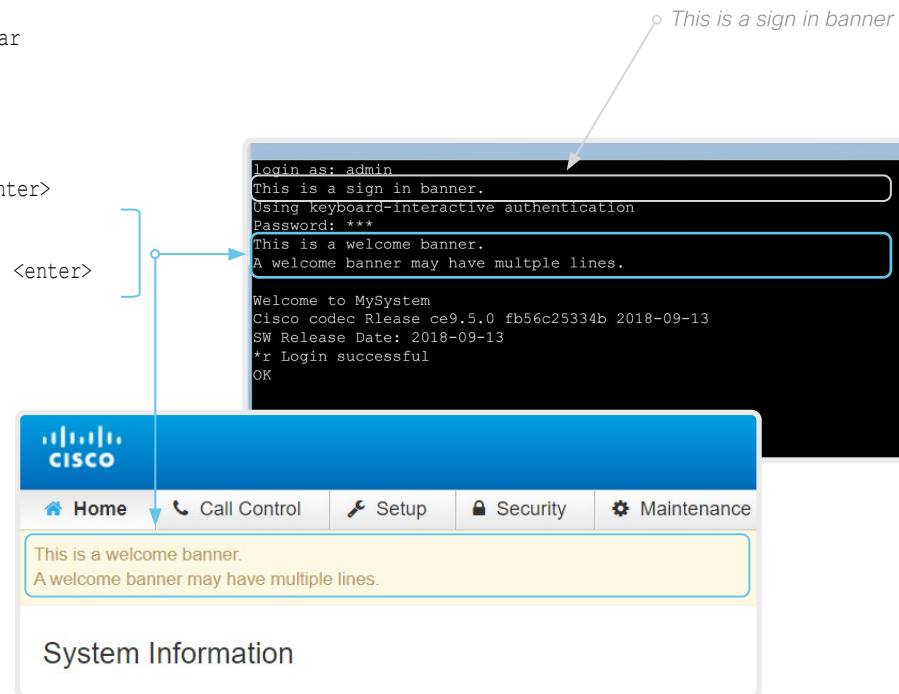 This is a sign in banner
ar
nter>
<enter>
login as: admin
This is a sign in banner.
Using keyboard-interactive authentication
Password: ***
This is a welcome banner.
A welcome banner may have multple lines.
Welcome to MySystem
Cisco codec Rlease ce9.5.0 fb56c25334b 2018-09-13
SW Release Date: 2018-09-13
*r Login successful
OK
CISCO
Home Call Control Setup Security Maintenance
This is a welcome banner.
A welcome banner may have multiple lines.
System Information